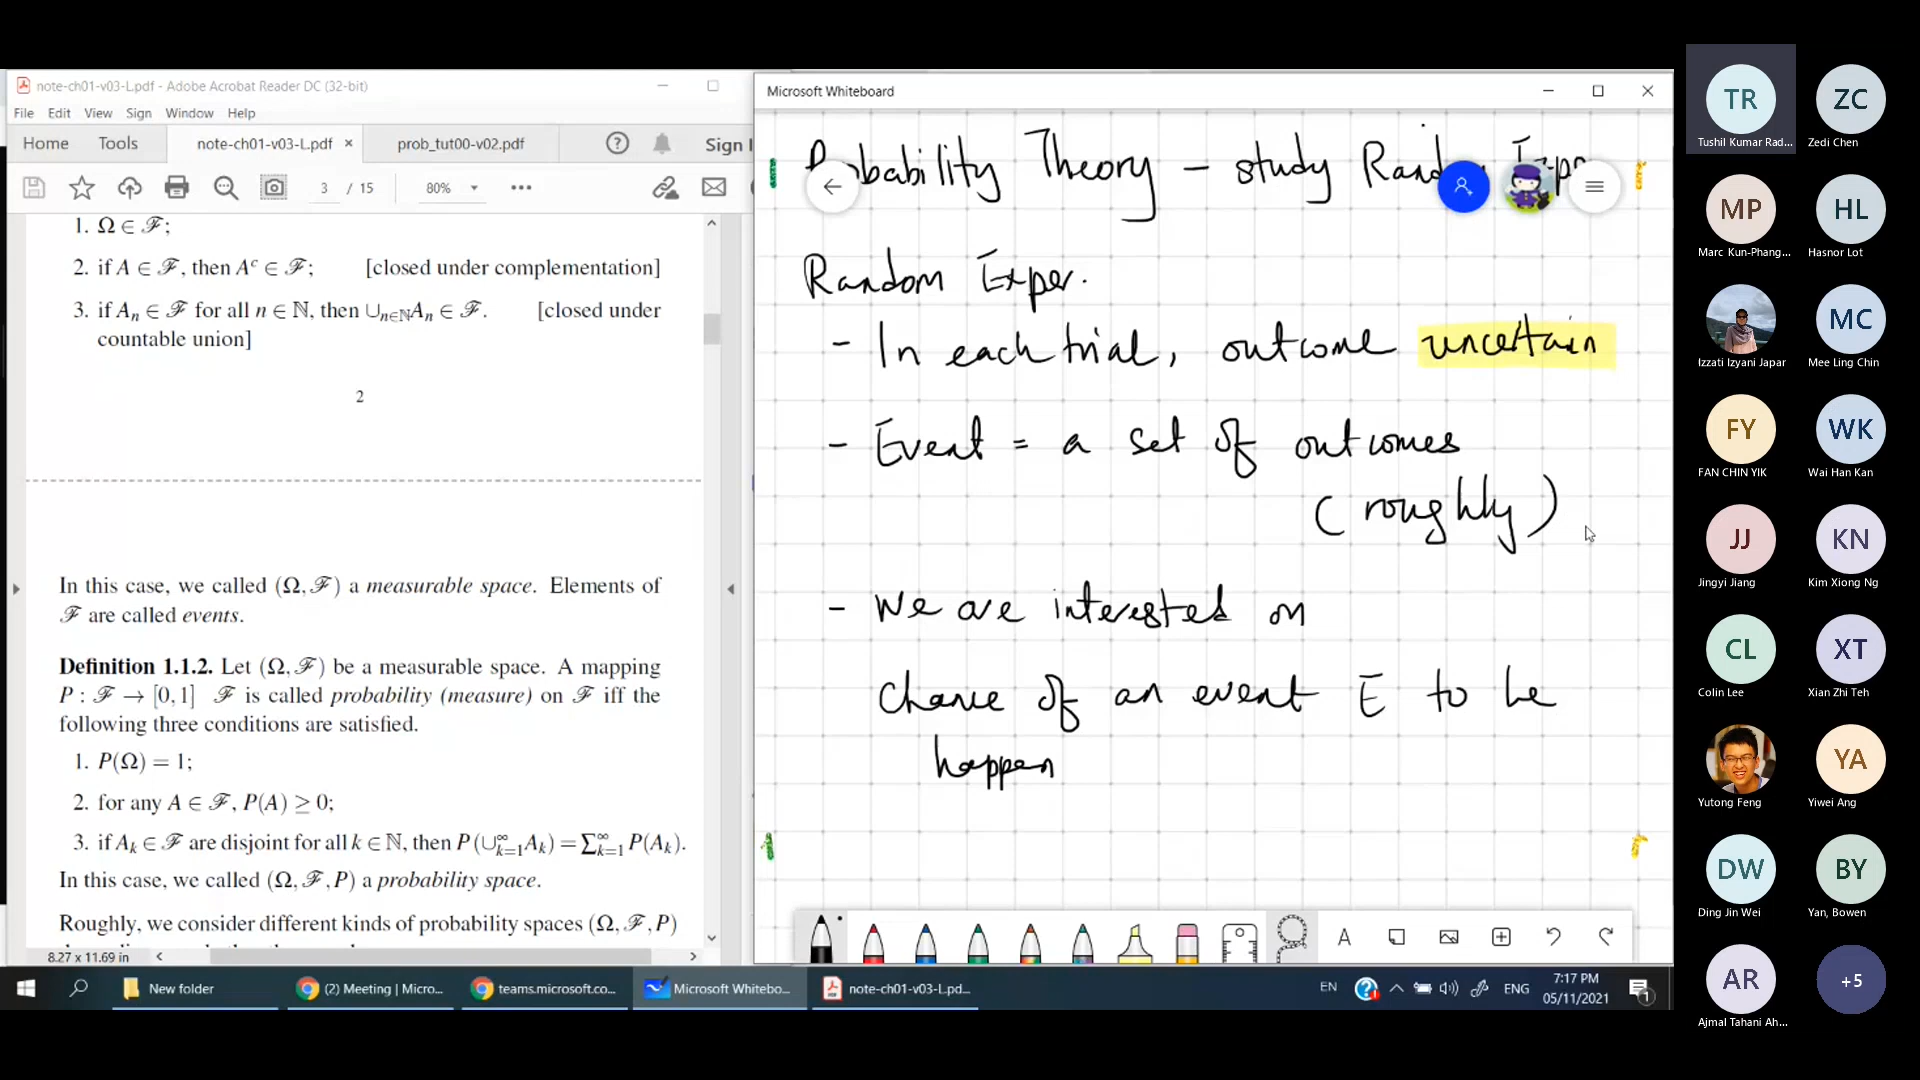 note-ch01-v03-L.pdf - Adobe Acrobat Reader DC (32-bit)
File Edit View Sign Window Help
Home Tools note-ch01-v03-L.pdf × prob_tut00-v02.pdf Sign I
3 / 15 80%
1. Ω ∈ ℱ;
2. if A ∈ ℱ, then Aᶜ ∈ ℱ; [closed under complementation]
3. if Aₙ ∈ ℱ for all n ∈ ℕ, then ∪ₙ∈ℕAₙ ∈ ℱ. [closed under
countable union]
2
In this case, we called (Ω, ℱ) a measurable space. Elements of
ℱ are called events.
Definition 1.1.2. Let (Ω, ℱ) be a measurable space. A mapping
P : ℱ → [0,1] ℱ is called probability (measure) on ℱ iff the
following three conditions are satisfied.
1. P(Ω) = 1;
2. for any A ∈ ℱ, P(A) ≥ 0;
3. if Aₖ ∈ ℱ are disjoint for all k ∈ ℕ, then P(∪ₖ₌₁^∞ Aₖ) = ∑ₖ₌₁^∞ P(Aₖ).
In this case, we called (Ω, ℱ, P) a probability space.
Roughly, we consider different kinds of probability spaces (Ω, ℱ, P)
8.27 x 11.69 in
Microsoft Whiteboard
Theory – study
Random Exper.
- In each trial, outcome uncertain
- Event = a set of outcomes
(roughly)
- We are interested on
chance of an event E to be
happen
A
New folder
(2) Meeting | Micro...
teams.microsoft.co...
Microsoft Whitebo...
note-ch01-v03-L.pd...
EN
ENG
7:17 PM
05/11/2021
1
TR ZC
Tushil Kumar Rad... Zedi Chen
MP HL
Marc Kun-Phang... Hasnor Lot
MC
Izzati Izyani Japar Mee Ling Chin
FY WK
FAN CHIN YIK Wai Han Kan
JJ KN
Jingyi Jiang Kim Xiong Ng
CL XT
Colin Lee Xian Zhi Teh
YA
Yutong Feng Yiwei Ang
DW BY
Ding Jin Wei Yan, Bowen
AR +5
Ajmal Tahani Ah...